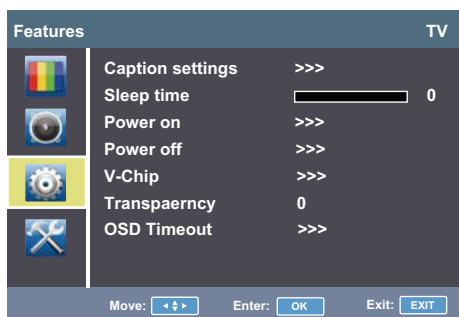 Features TV
Caption settings >>>
Sleep time 0
Power on >>>
Power off >>>
V-Chip >>>
Transpaerncy 0
OSD Timeout >>>
Move: Enter: OK Exit: EXIT